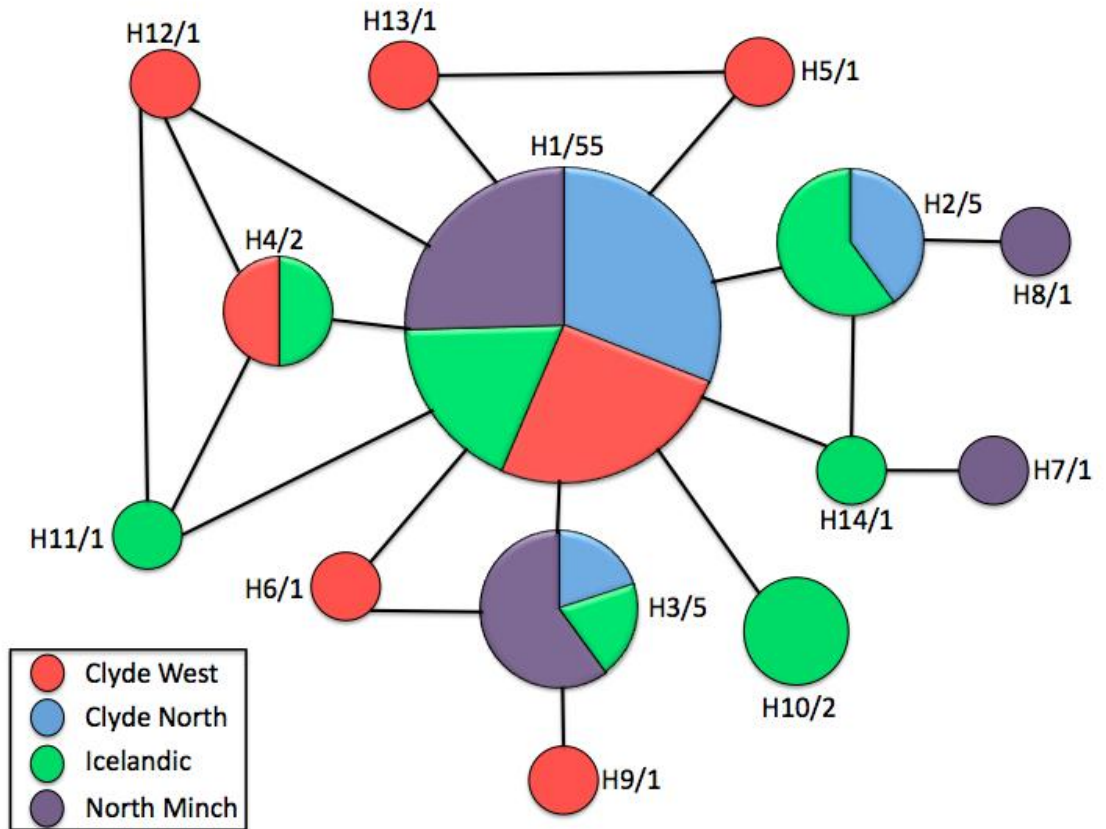 H12/1
H13/1
H5/1
H1/55
H2/5
H4/2
H8/1
H7/1
H14/1
H11/1
H6/1
H3/5
H10/2
H9/1
Clyde West
Clyde North
Icelandic
North Minch